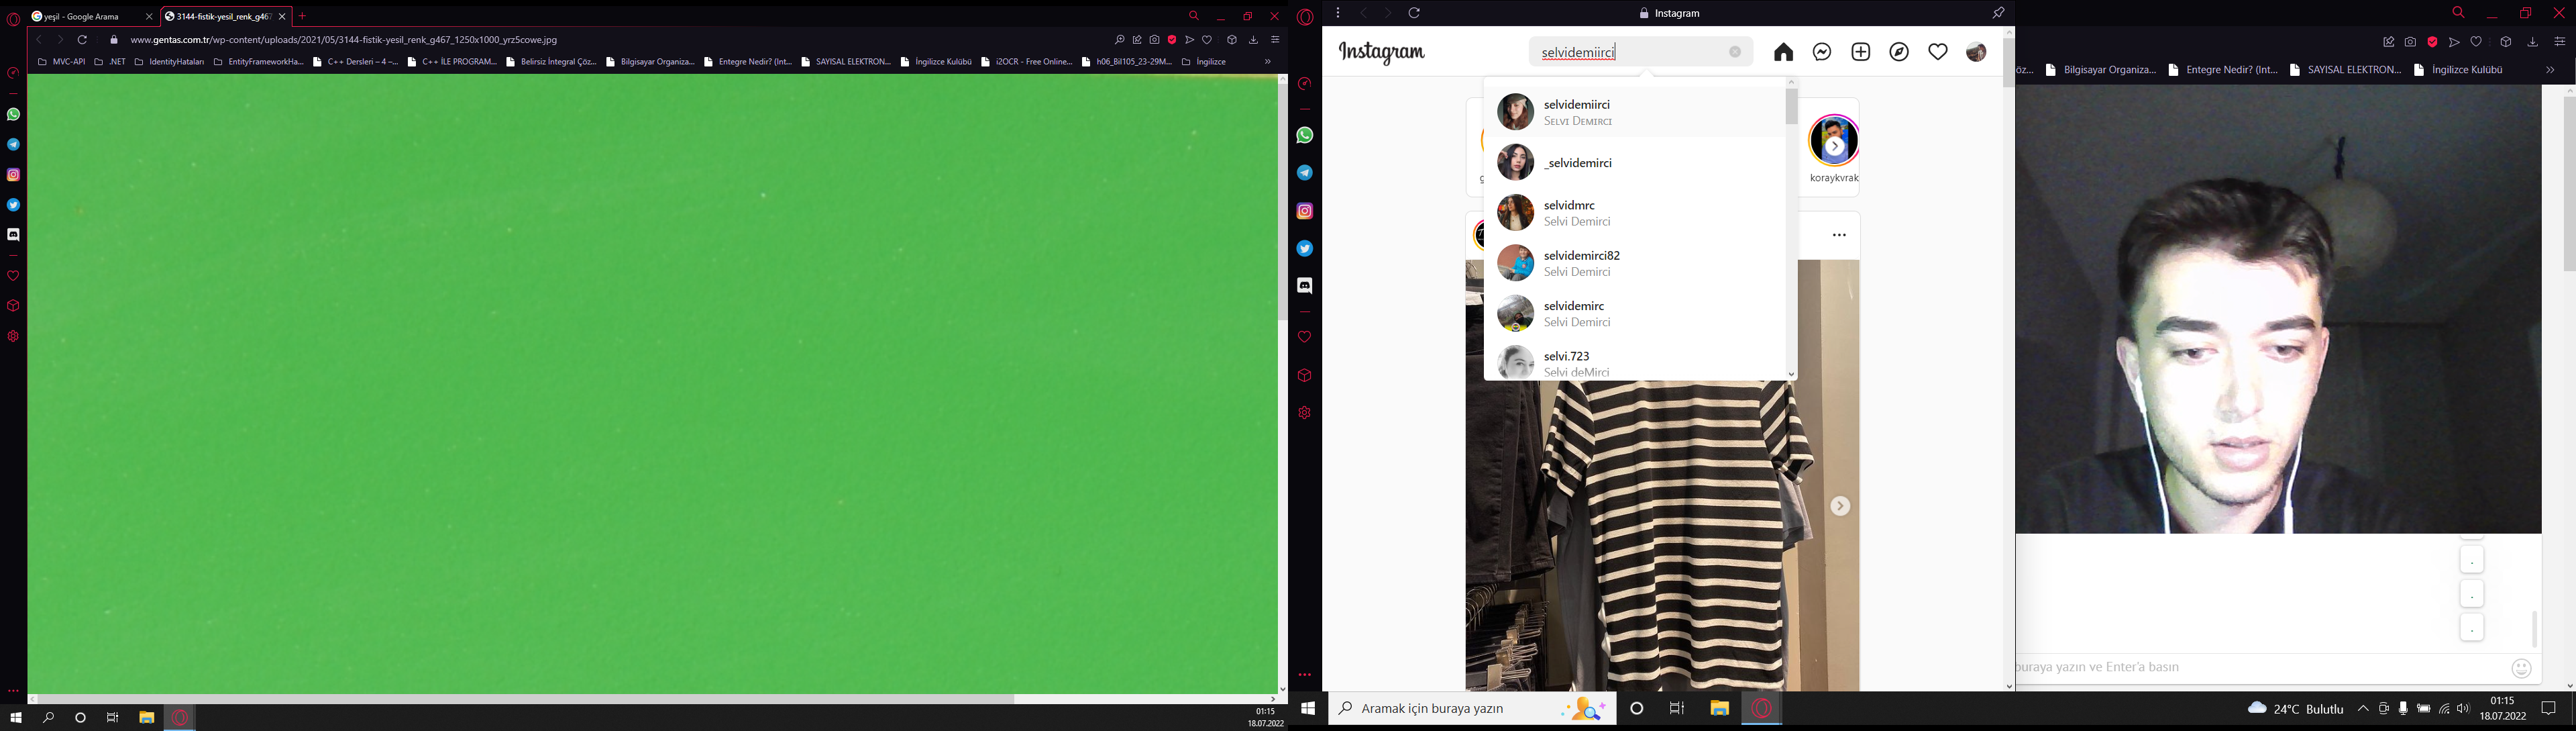 yeşil - Google Arama
3144-fistik-yesil_renk_g467
www.gentas.com.tr/wp-content/uploads/2021/05/3144-fistik-yesil_renk_g467_1250x1000_yrz5cowe.jpg
MVC-API .NET IdentityHataları EntityFrameworkHa... C++ Dersleri – 4 –... C++ İLE PROGRAM... Belirsiz İntegral Çöz... Bilgisayar Organiza... Entegre Nedir? (Int... SAYISAL ELEKTRON... İngilizce Kulübü i2OCR - Free Online... h06_Bil105_23-29M... İngilizce
01:15
18.07.2022
Instagram
Instagram
selvidemiirci
selvidemiirci
Selvi Demirci
_selvidemirci
selvidmrc
Selvi Demirci
selvidemirci82
Selvi Demirci
selvidemirc
Selvi Demirci
selvi.723
Selvi deMirci
koraykvrak
Aramak için buraya yazın
öz... Bilgisayar Organiza... Entegre Nedir? (Int... SAYISAL ELEKTRON... İngilizce Kulübü
.
.
.
buraya yazın ve Enter'a basın
24°C Bulutlu
01:15
18.07.2022